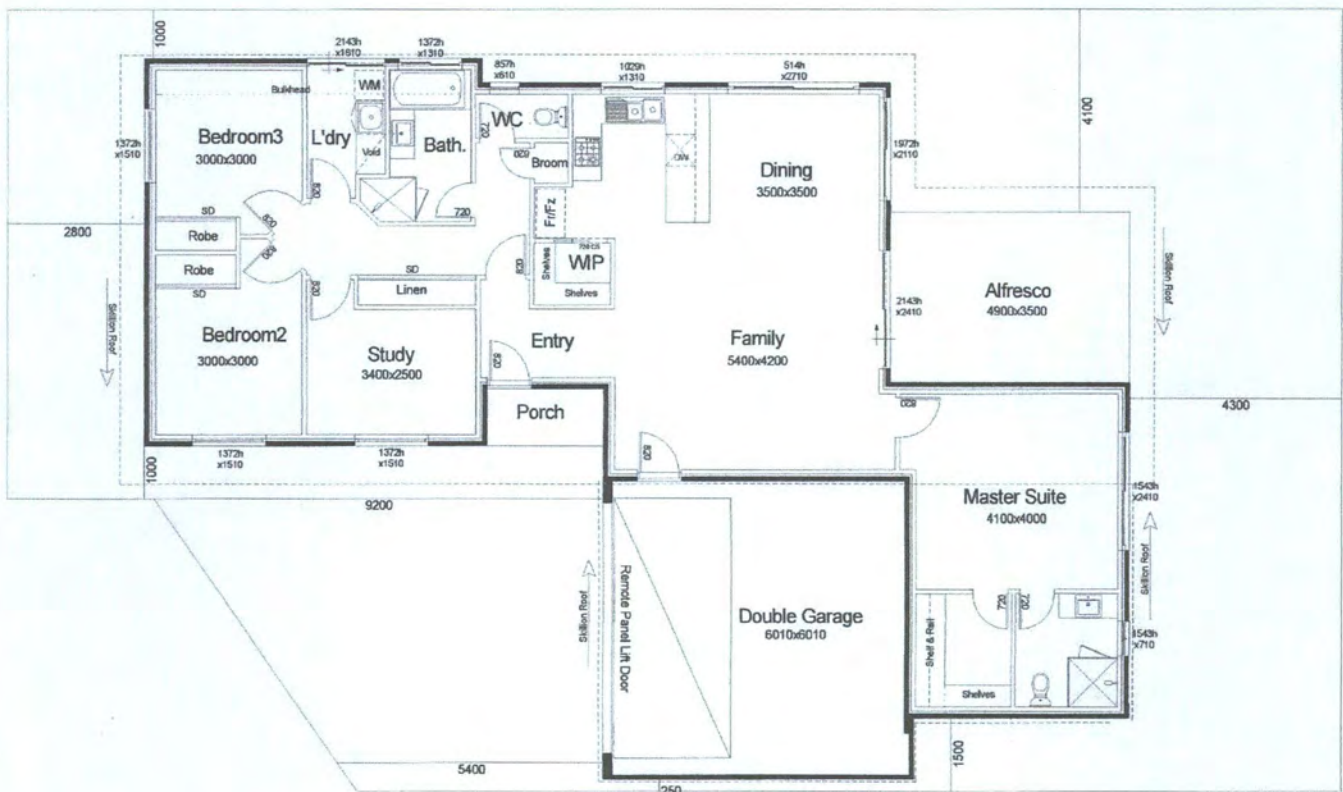 1000
2143h
x1610
1372h
x1310
857h
x610
1029h
x1310
514h
x2710
4100
WM
Bulkhead
WC
720
Bedroom3
3000x3000
L'dry
Bath.
Void
820
Broom
Dining
3500x3500
1372h
x1510
1972h
x2110
DW
820
720
Fr/Fz
SD
820
Robe
2800
Skillion Roof
820
Robe
SD
SD
Linen
820
820
Shelves
WIP
Shelves
2143h
x2410
Alfresco
4900x3500
Skillion Roof
Bedroom2
3000x3000
Study
3400x2500
Entry
820
Family
5400x4200
Porch
820
820
4300
1372h
x1510
1372h
x1510
1000
9200
Master Suite
4100x4000
1543h
x2410
Skillion Roof
Skillion Roof
Remote Panel Lift Door
Double Garage
6010x6010
720
720
Shelf & Rail
Shelves
1543h
x710
5400
250
1500